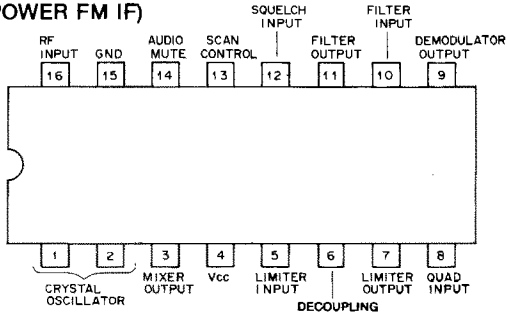 POWER FM IF)
SQUELCH INPUT
FILTER INPUT
RF INPUT
GND
AUDIO MUTE
SCAN CONTROL
FILTER OUTPUT
DEMODULATOR OUTPUT
16 15 14 13 12 11 10 9
1 2 3 4 5 6 7 8
CRYSTAL OSCILLATOR
MIXER OUTPUT
Vcc
LIMITER INPUT
DECOUPLING
LIMITER OUTPUT
QUAD INPUT